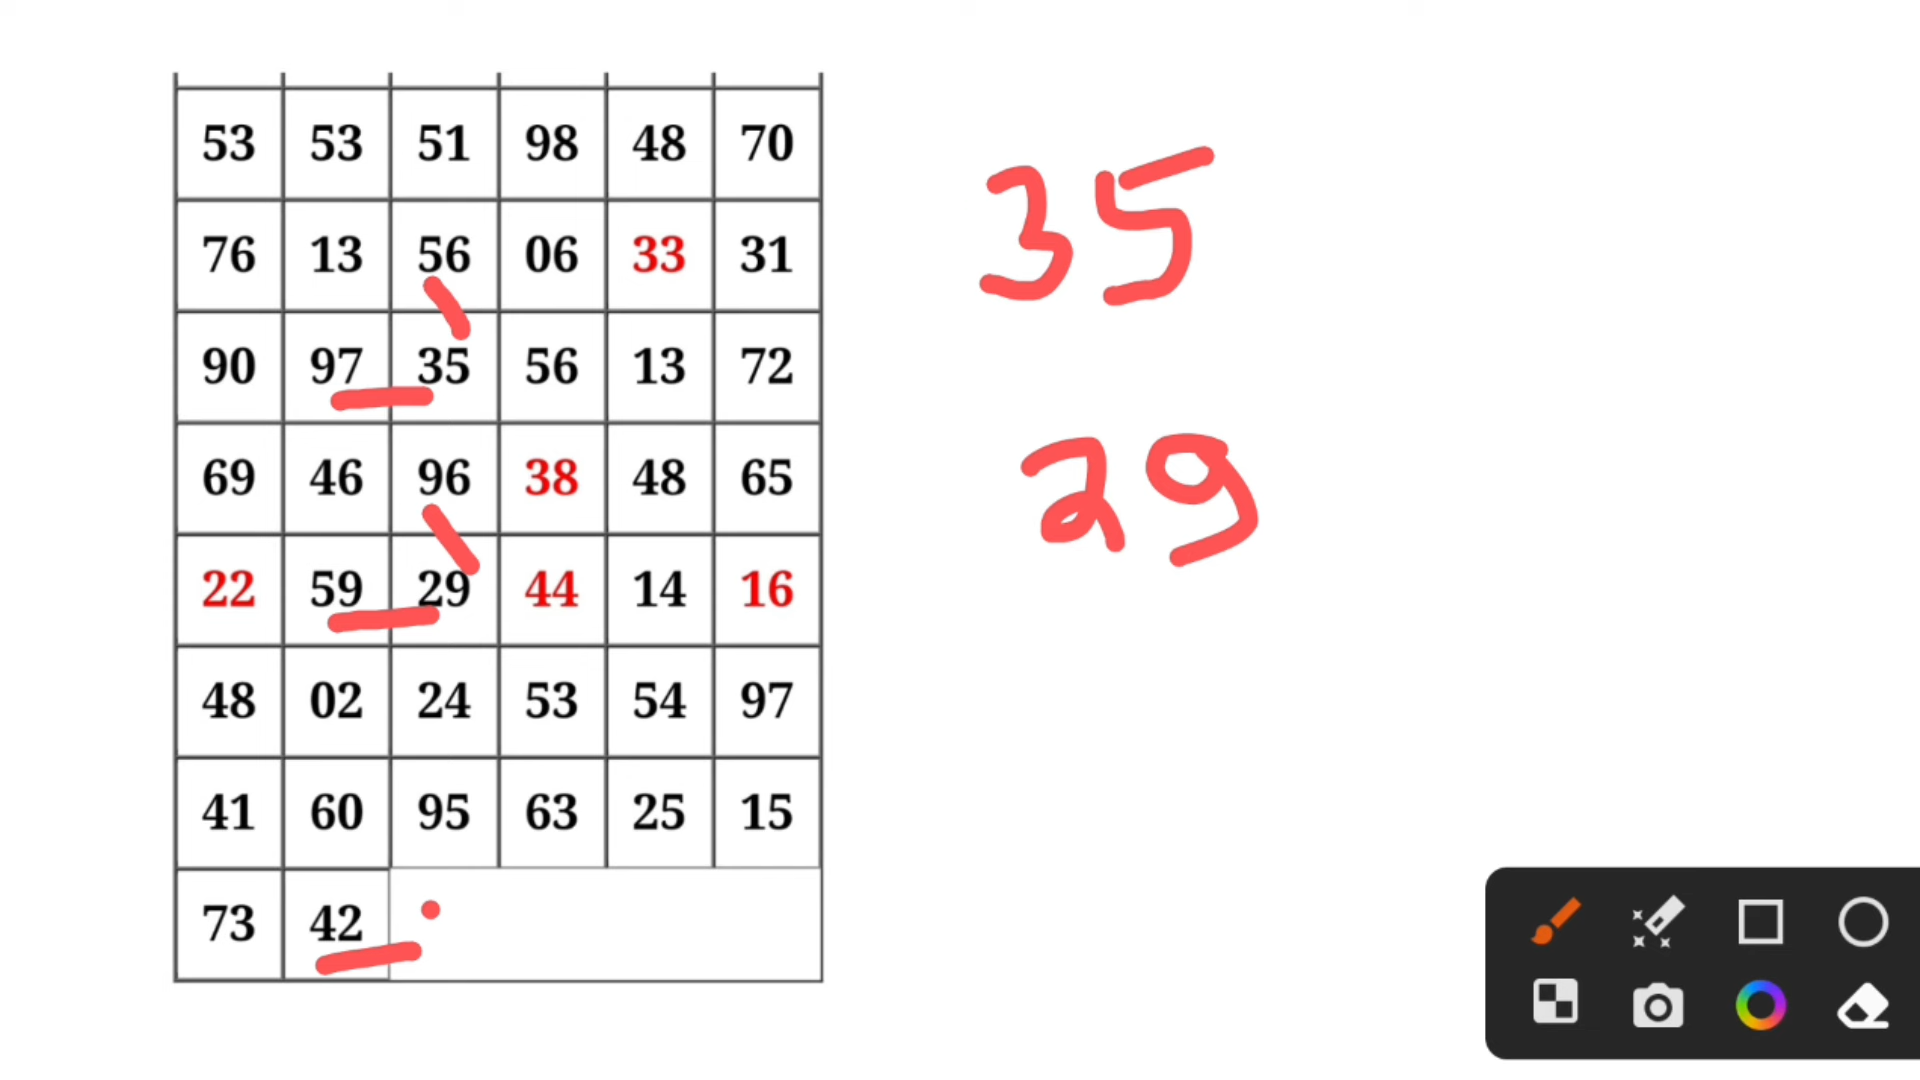 53 53 51 98 48 70
76 13 56 06 33 31
90 97 35 56 13 72
69 46 96 38 48 65
22 59 29 44 14 16
48 02 24 53 54 97
41 60 95 63 25 15
73 42
35
29